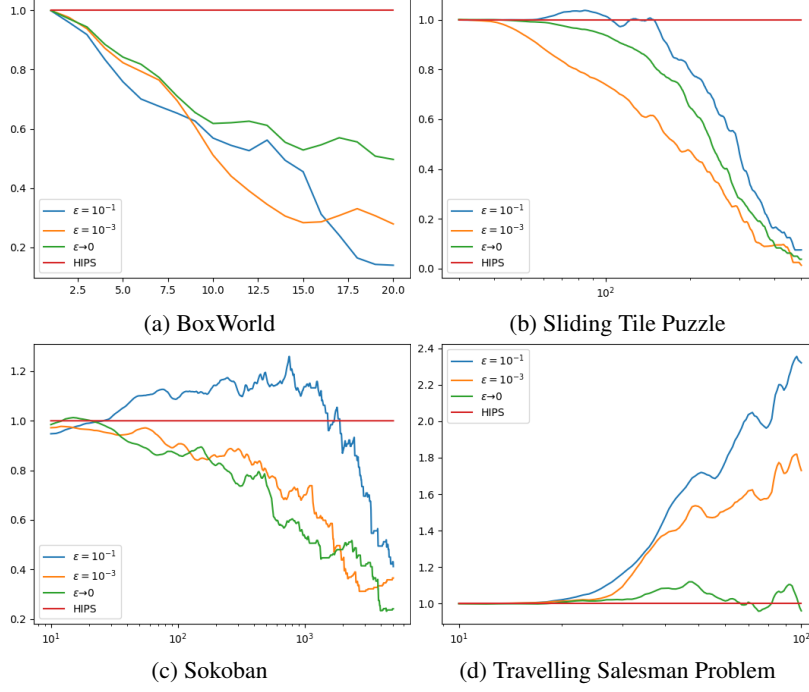 1.0
0.8
0.6
0.4
0.2
ε = 10⁻¹
ε = 10⁻³
ε→0
HIPS
2.5 5.0 7.5 10.0 12.5 15.0 17.5 20.0
(a) BoxWorld
1.0
0.8
0.6
0.4
0.2
0.0
ε = 10⁻¹
ε = 10⁻³
ε→0
HIPS
10²
(b) Sliding Tile Puzzle
1.2
1.0
0.8
0.6
0.4
0.2
ε = 10⁻¹
ε = 10⁻³
ε→0
HIPS
10¹ 10² 10³
(c) Sokoban
2.4
2.2
2.0
1.8
1.6
1.4
1.2
1.0
ε = 10⁻¹
ε = 10⁻³
ε→0
HIPS
10¹ 10²
(d) Travelling Salesman Problem